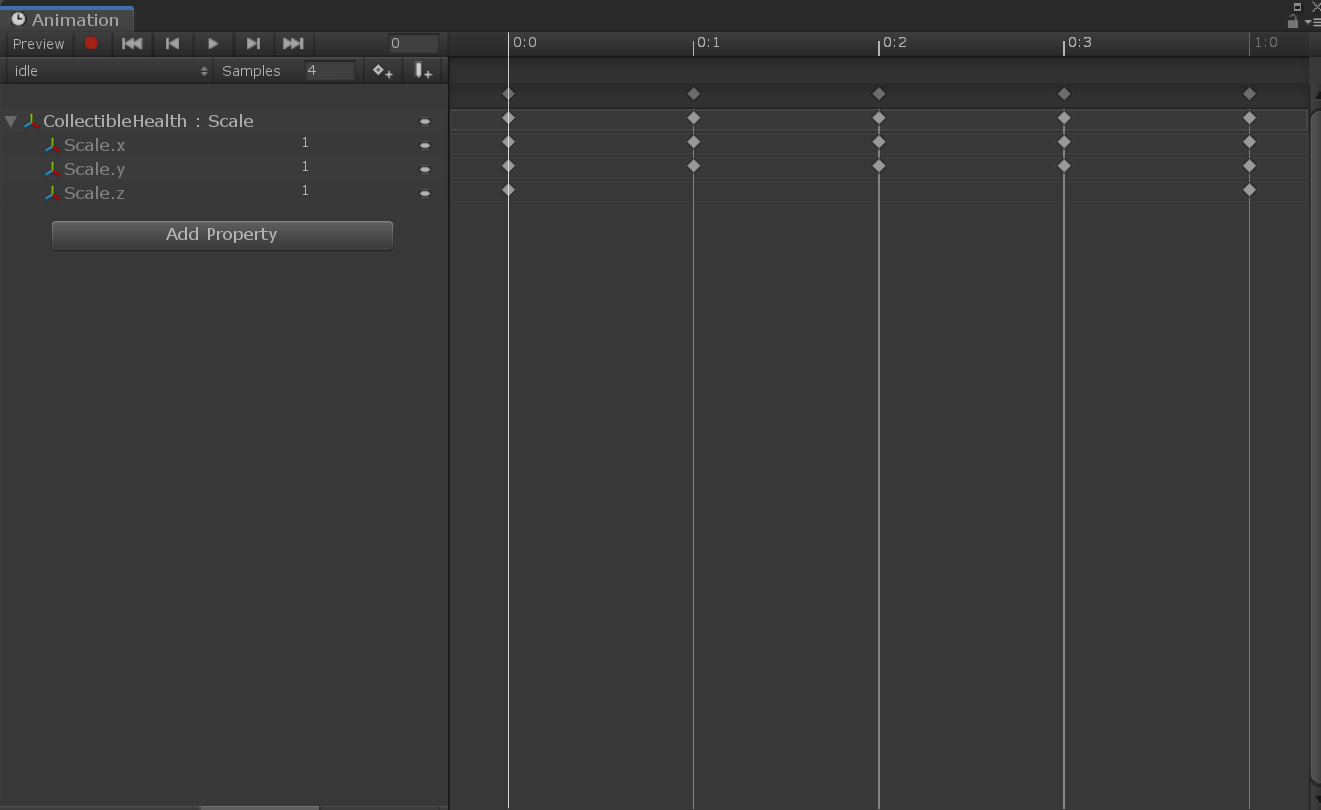 Animation
Preview 0 0:0 0:1 0:2 0:3 1:0
idle Samples 4
CollectibleHealth : Scale
Scale.x 1
Scale.y 1
Scale.z 1
Add Property